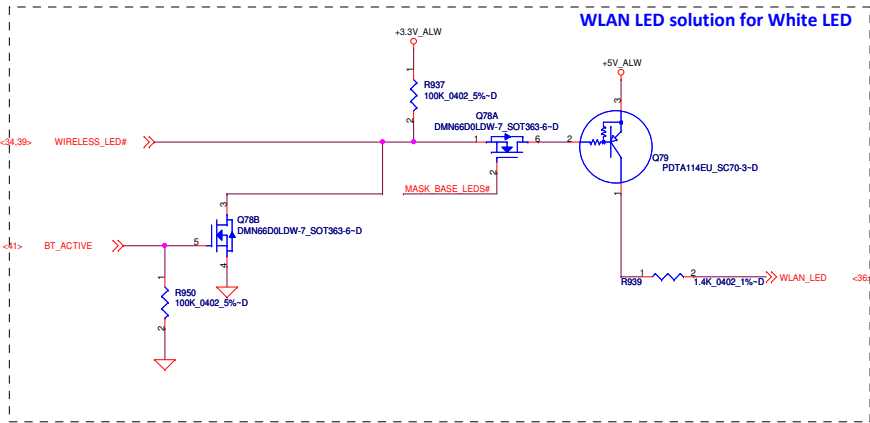 WLAN LED solution for White LED
+3.3V_ALW
+5V_ALW
1
R937
100K_0402_5%~D
2
Q78A
DMN66D0LDW-7_SOT363-6~D
3
<34,39> WIRELESS_LED#
1
6
2
2
Q79
PDTA114EU_SC70-3~D
MASK_BASE_LEDS#
1
3
Q78B
DMN66D0LDW-7_SOT363-6~D
<41> BT_ACTIVE
5
4
1
R950
100K_0402_5%~D
2
1
2
R939
1.4K_0402_1%~D
WLAN_LED
<36>